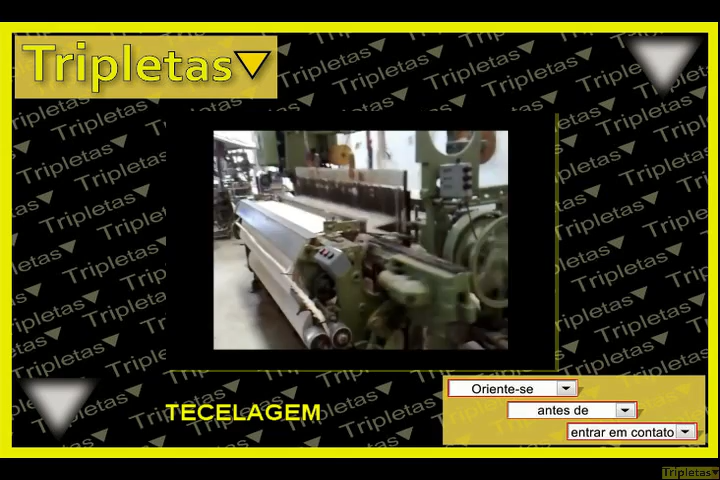 Tripletas
TECELAGEM
Oriente-se
antes de
entrar em contato
Tripletas